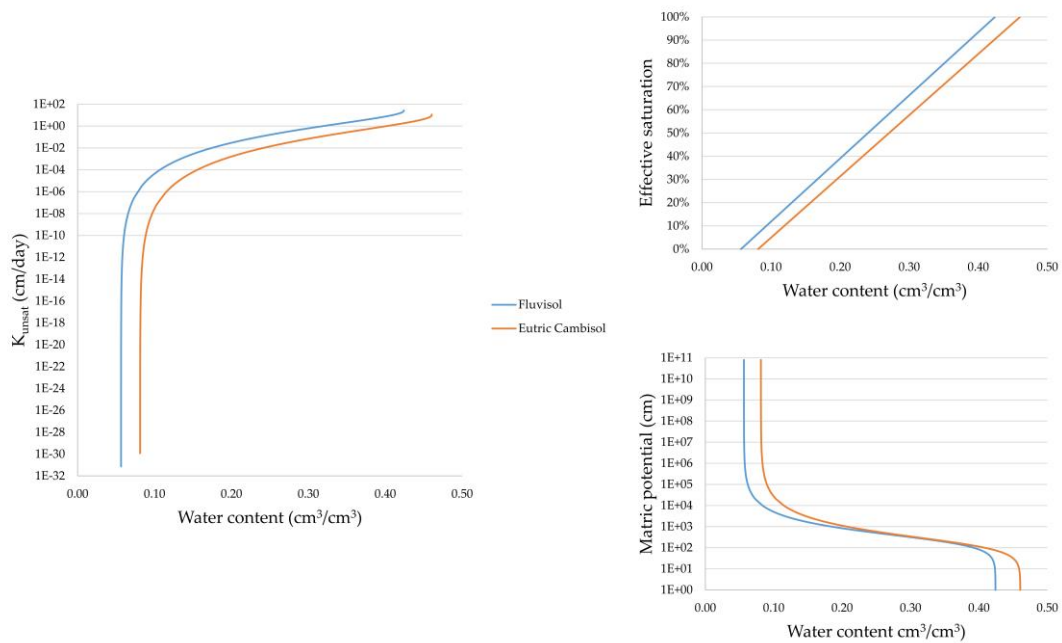 1E+02
1E+00
1E-02
1E-04
1E-06
1E-08
1E-10
1E-12
1E-14
1E-16
1E-18
1E-20
1E-22
1E-24
1E-26
1E-28
1E-30
1E-32
K_unsat (cm/day)
0.00 0.10 0.20 0.30 0.40 0.50
Water content (cm³/cm³)
Fluvisol
Eutric Cambisol
100%
90%
80%
70%
60%
50%
40%
30%
20%
10%
0%
Effective saturation
0.00 0.10 0.20 0.30 0.40 0.50
Water content (cm³/cm³)
1E+11
1E+10
1E+09
1E+08
1E+07
1E+06
1E+05
1E+04
1E+03
1E+02
1E+01
1E+00
Matric potential (cm)
0.00 0.10 0.20 0.30 0.40 0.50
Water content cm³/cm³)